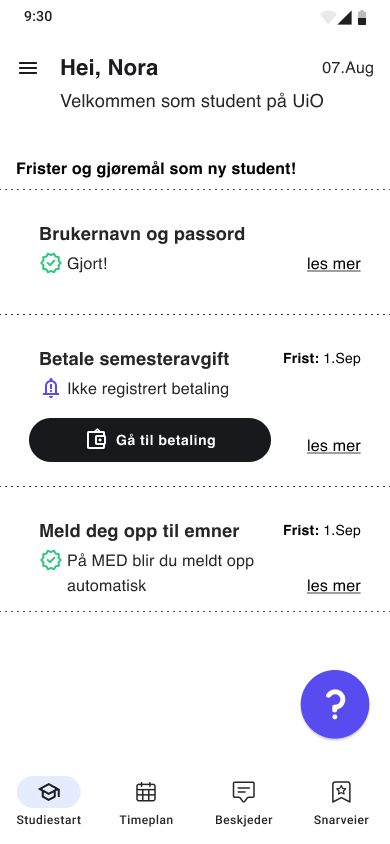 9:30
Hei, Nora
07.Aug
Velkommen som student på UiO
Frister og gjøremål som ny student!
Brukernavn og passord
Gjort!
les mer
Betale semesteravgift
Frist: 1.Sep
Ikke registrert betaling
Gå til betaling
les mer
Meld deg opp til emner
Frist: 1.Sep
På MED blir du meldt opp
automatisk
les mer
?
Studiestart
Timeplan
Beskjeder
Snarveier